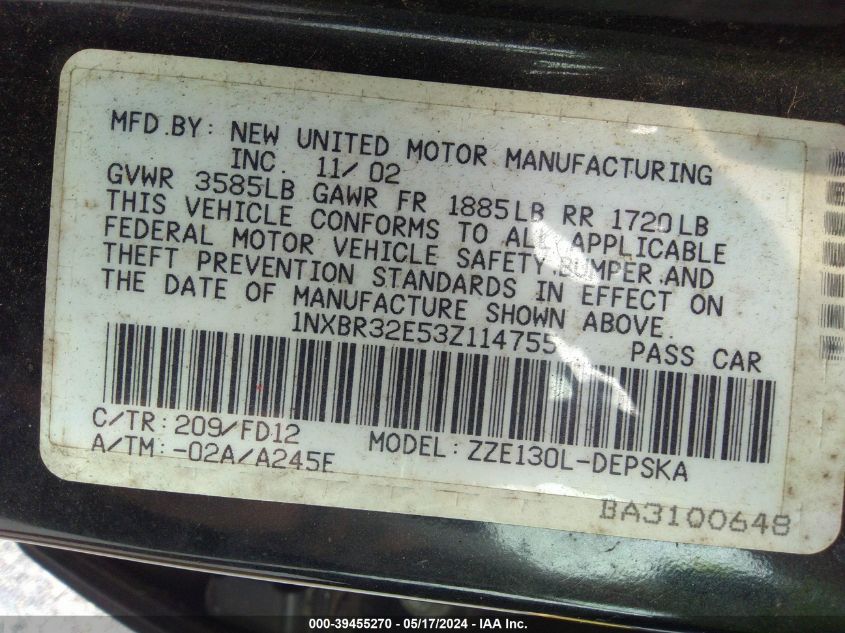 MFD.BY: NEW UNITED MOTOR MANUFACTURING
INC. 11/02
GVWR 3585LB GAWR FR 1885LB RR 1720LB
THIS VEHICLE CONFORMS TO ALL APPLICABLE
FEDERAL MOTOR VEHICLE SAFETY,BUMPER,AND
THEFT PREVENTION STANDARDS IN EFFECT ON
THE DATE OF MANUFACTURE SHOWN ABOVE.
1NXBR32E53Z114755 PASS CAR
C/TR:209/FD12
A/TM:-02A/A245E MODEL:ZZE130L-DEPSKA
BA3100648
000-39455270 - 05/17/2024 - IAA Inc.